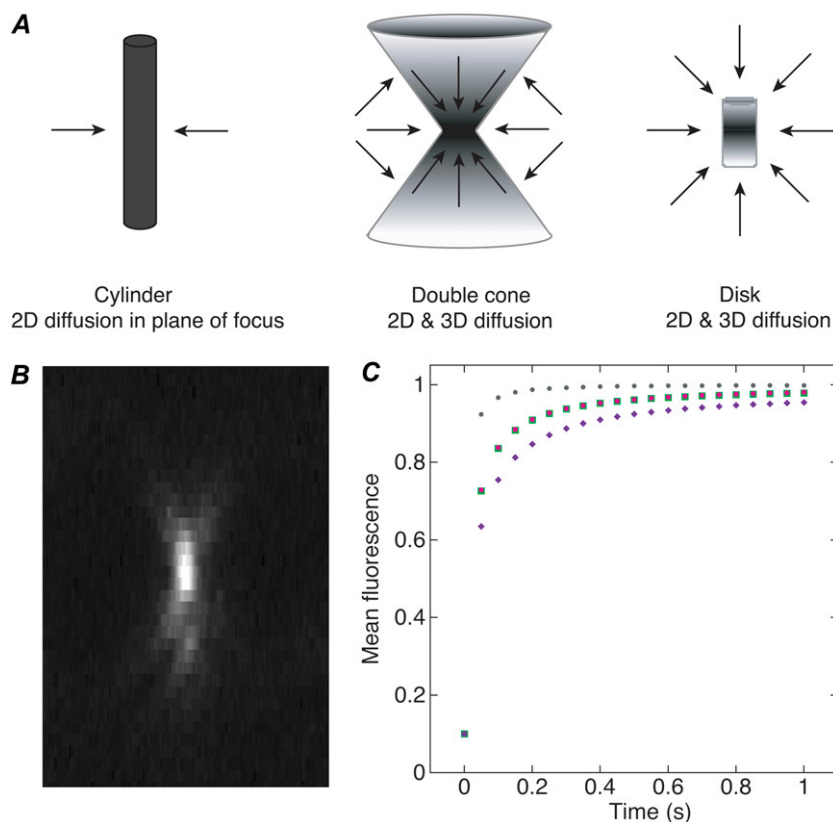 A
Cylinder
2D diffusion in plane of focus
Double cone
2D & 3D diffusion
Disk
2D & 3D diffusion
B
C
Mean fluorescence
1
0.8
0.6
0.4
0.2
0
0
0.2
0.4
0.6
0.8
1
Time (s)